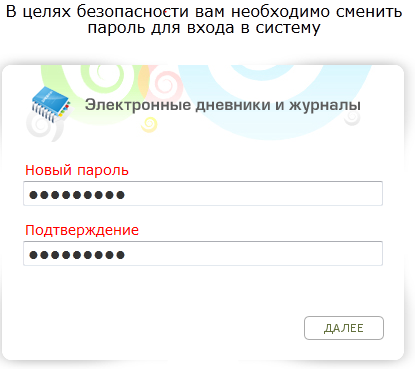 В целях безопасности вам необходимо сменить
пароль для входа в систему
Электронные дневники и журналы
Новый пароль
●●●●●●●●●
Подтверждение
●●●●●●●●●
ДАЛЕЕ